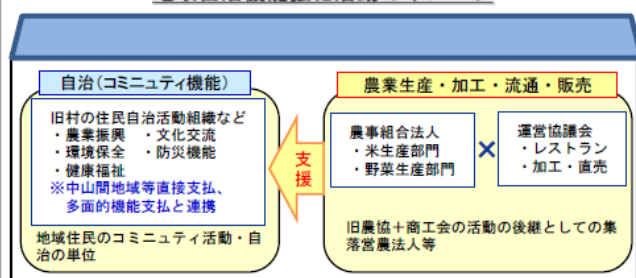 自治(コミニュティ機能)
旧村の住民自治活動組織など
・農業振興 ・文化交流
・環境保全 ・防災機能
・健康福祉
※中山間地域等直接支払、
多面的機能支払と連携
地域住民のコミニュティ活動・自
治の単位
支援
農業生産・加工・流通・販売
農事組合法人
・米生産部門
・野菜生産部門
×
運営協議会
・レストラン
・加工・直売
旧農協+商工会の活動の後継としての集
落営農法人等